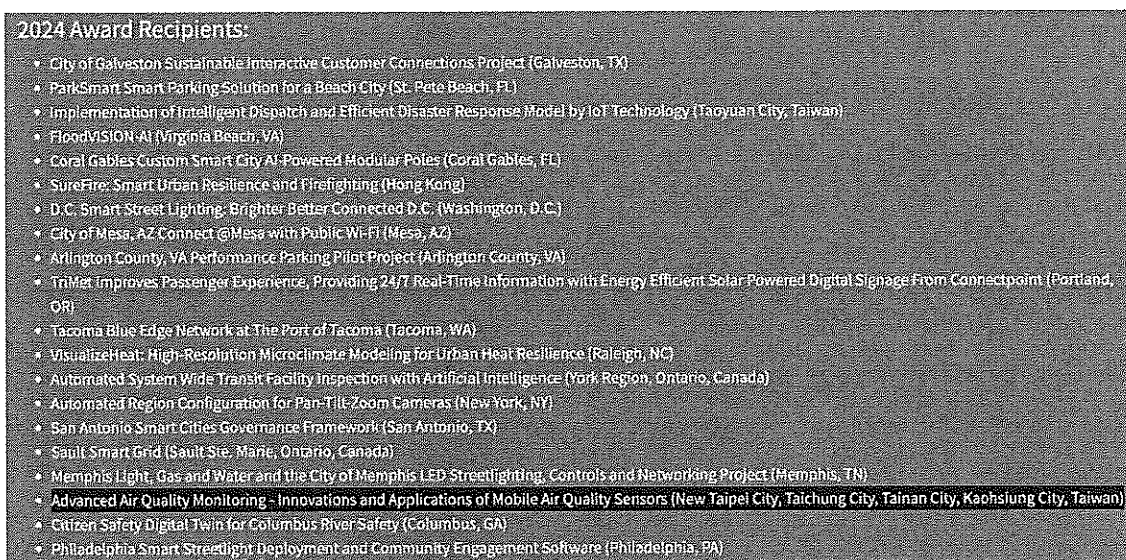 2024 Award Recipients:
• City of Galveston Sustainable Interactive Customer Connections Project (Galveston, TX)
• ParkSmart Smart Parking Solution for a Beach City (St. Pete Beach, FL)
• Implementation of Intelligent Dispatch and Efficient Disaster Response Model by IoT Technology (Taoyuan City, Taiwan)
• FloodVISION-AI (Virginia Beach, VA)
• Coral Gables Custom Smart City AI-Powered Modular Poles (Coral Gables, FL)
• SureFire: Smart Urban Resilience and Firefighting (Hong Kong)
• D.C. Smart Street Lighting: Brighter Better Connected D.C. (Washington, D.C.)
• City of Mesa, AZ Connect @Mesa with Public Wi-Fi (Mesa, AZ)
• Arlington County, VA Performance Parking Pilot Project (Arlington County, VA)
• TriMet Improves Passenger Experience, Providing 24/7 Real-Time Information with Energy Efficient Solar Powered Digital Signage From Connectpoint (Portland,
OR)
• Tacoma Blue Edge Network at The Port of Tacoma (Tacoma, WA)
• VisualizeHeat: High-Resolution Microclimate Modeling for Urban Heat Resilience (Raleigh, NC)
• Automated System Wide Transit Facility Inspection with Artificial Intelligence (York Region, Ontario, Canada)
• Automated Region Configuration for Pan-Tilt-Zoom Cameras (New York, NY)
• San Antonio Smart Cities Governance Framework (San Antonio, TX)
• Sault Smart Grid (Sault Ste. Marie, Ontario, Canada)
• Memphis Light, Gas and Water and the City of Memphis LED Streetlighting, Controls and Networking Project (Memphis, TN)
• Advanced Air Quality Monitoring - Innovations and Applications of Mobile Air Quality Sensors (New Taipei City, Taichung City, Tainan City, Kaohsiung City, Taiwan)
• Citizen Safety Digital Twin for Columbus River Safety (Columbus, GA)
• Philadelphia Smart Streetlight Deployment and Community Engagement Software (Philadelphia, PA)